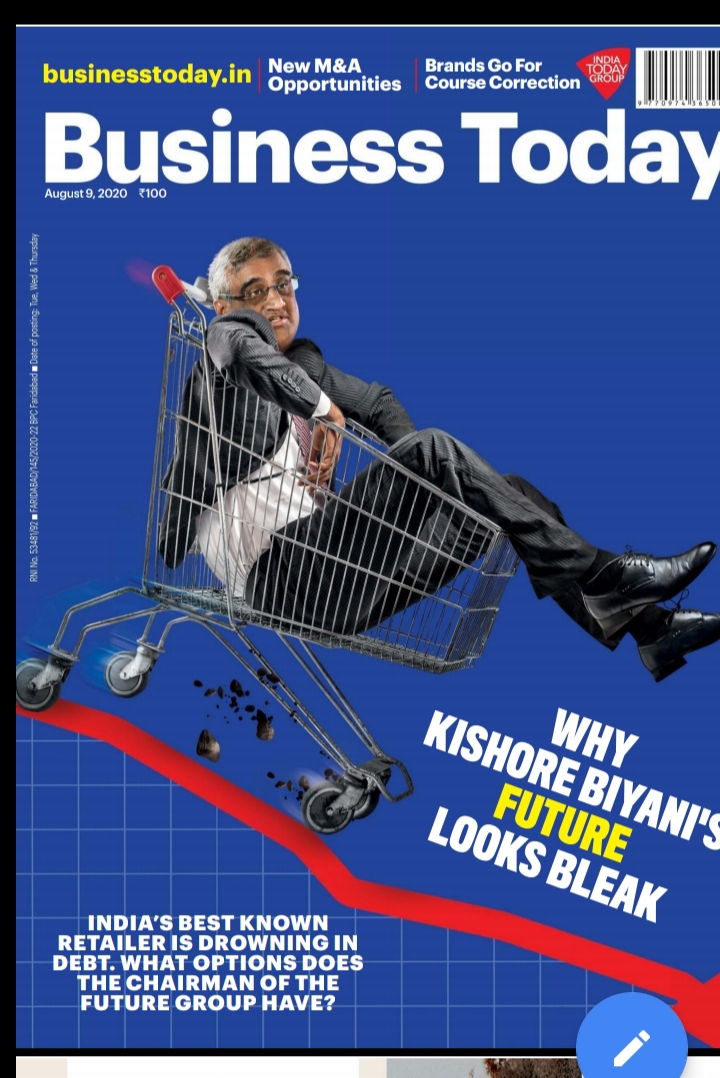 businesstoday.in
New M&A
Opportunities
Brands Go For
Course Correction
INDIA
TODAY
GROUP
Business Today
August 9, 2020 ₹100
RNI No. 53481/92 ■ FARIDABAD/145/2020-22 BPC Faridabad ■ Date of posting: Tue, Wed & Thursday
WHY
KISHORE BIYANI'S
FUTURE
LOOKS BLEAK
INDIA'S BEST KNOWN
RETAILER IS DROWNING IN
DEBT. WHAT OPTIONS DOES
THE CHAIRMAN OF THE
FUTURE GROUP HAVE?